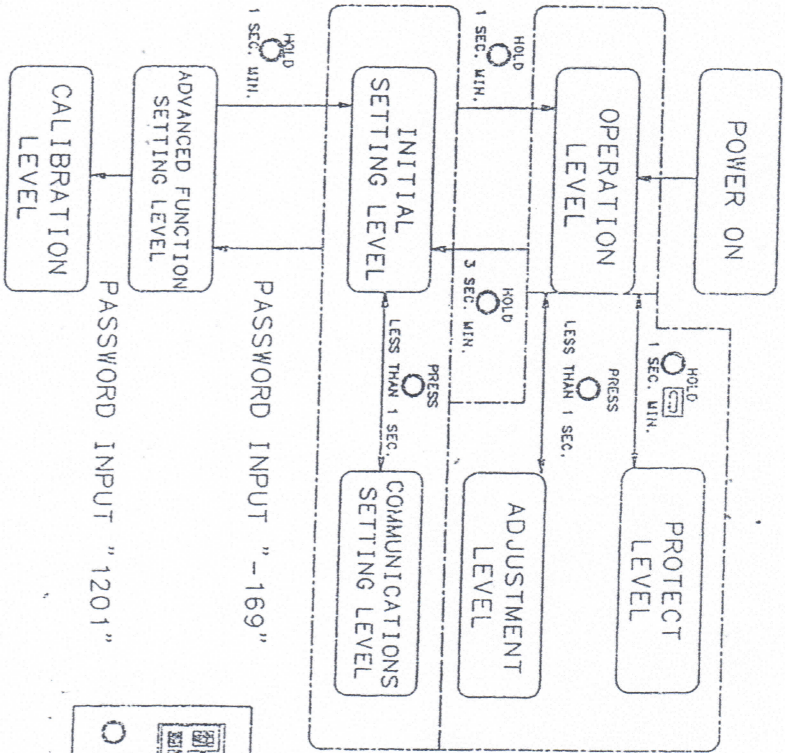 POWER ON
OPERATION
LEVEL
HOLD
1 SEC. MIN.
PROTECT
LEVEL
PRESS
LESS THAN 1 SEC.
ADJUSTMENT
LEVEL
HOLD
1 SEC. MIN.
HOLD
3 SEC. MIN.
INITIAL
SETTING LEVEL
PRESS
LESS THAN 1 SEC.
COMMUNICATIONS
SETTING LEVEL
HOLD
1 SEC. MIN.
PASSWORD INPUT "-169"
ADVANCED FUNCTION
SETTING LEVEL
PASSWORD INPUT "1201"
CALIBRATION
LEVEL